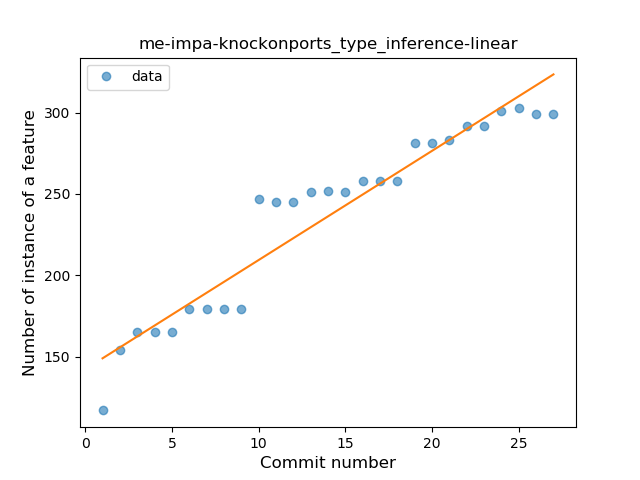 me-impa-knockonports_type_inference-linear
data
Number of instance of a feature
300
250
200
150
0
5
10
15
20
25
Commit number